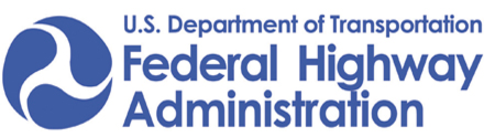 U.S. Department of Transportation
Federal Highway
Administration